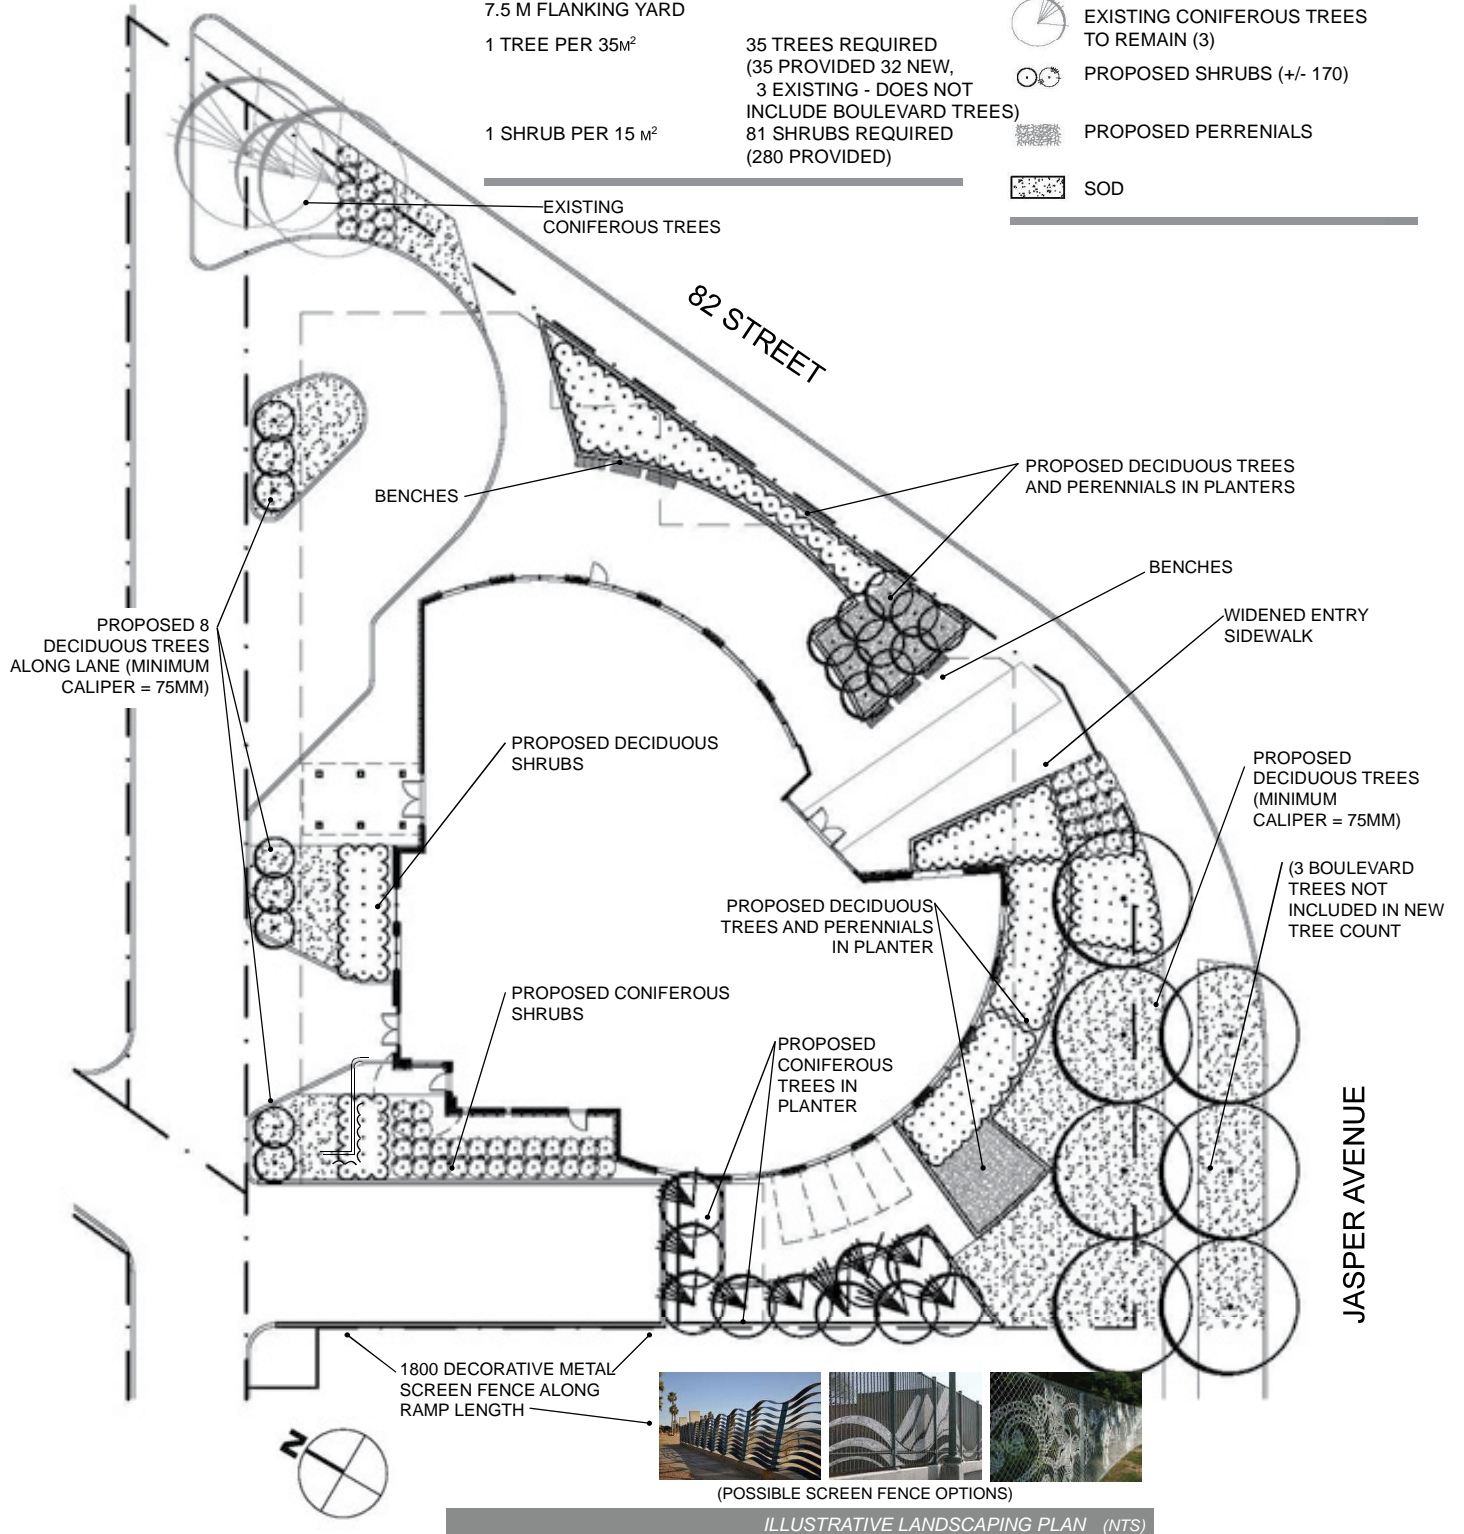 7.5 M FLANKING YARD
1 TREE PER 35M²
35 TREES REQUIRED
(35 PROVIDED 32 NEW,
3 EXISTING - DOES NOT
INCLUDE BOULEVARD TREES)
1 SHRUB PER 15 M²
81 SHRUBS REQUIRED
(280 PROVIDED)
EXISTING CONIFEROUS TREES
TO REMAIN (3)
PROPOSED SHRUBS (+/- 170)
PROPOSED PERRENIALS
SOD
EXISTING
CONIFEROUS TREES
82 STREET
BENCHES
PROPOSED DECIDUOUS TREES
AND PERENNIALS IN PLANTERS
BENCHES
WIDENED ENTRY
SIDEWALK
PROPOSED 8
DECIDUOUS TREES
ALONG LANE (MINIMUM
CALIPER = 75MM)
PROPOSED DECIDUOUS
SHRUBS
PROPOSED
DECIDUOUS TREES
(MINIMUM
CALIPER = 75MM)
(3 BOULEVARD
TREES NOT
INCLUDED IN NEW
TREE COUNT
PROPOSED DECIDUOUS
TREES AND PERENNIALS
IN PLANTER
PROPOSED CONIFEROUS
SHRUBS
PROPOSED
CONIFEROUS
TREES IN
PLANTER
JASPER AVENUE
1800 DECORATIVE METAL
SCREEN FENCE ALONG
RAMP LENGTH
N
(POSSIBLE SCREEN FENCE OPTIONS)
ILLUSTRATIVE LANDSCAPING PLAN (NTS)